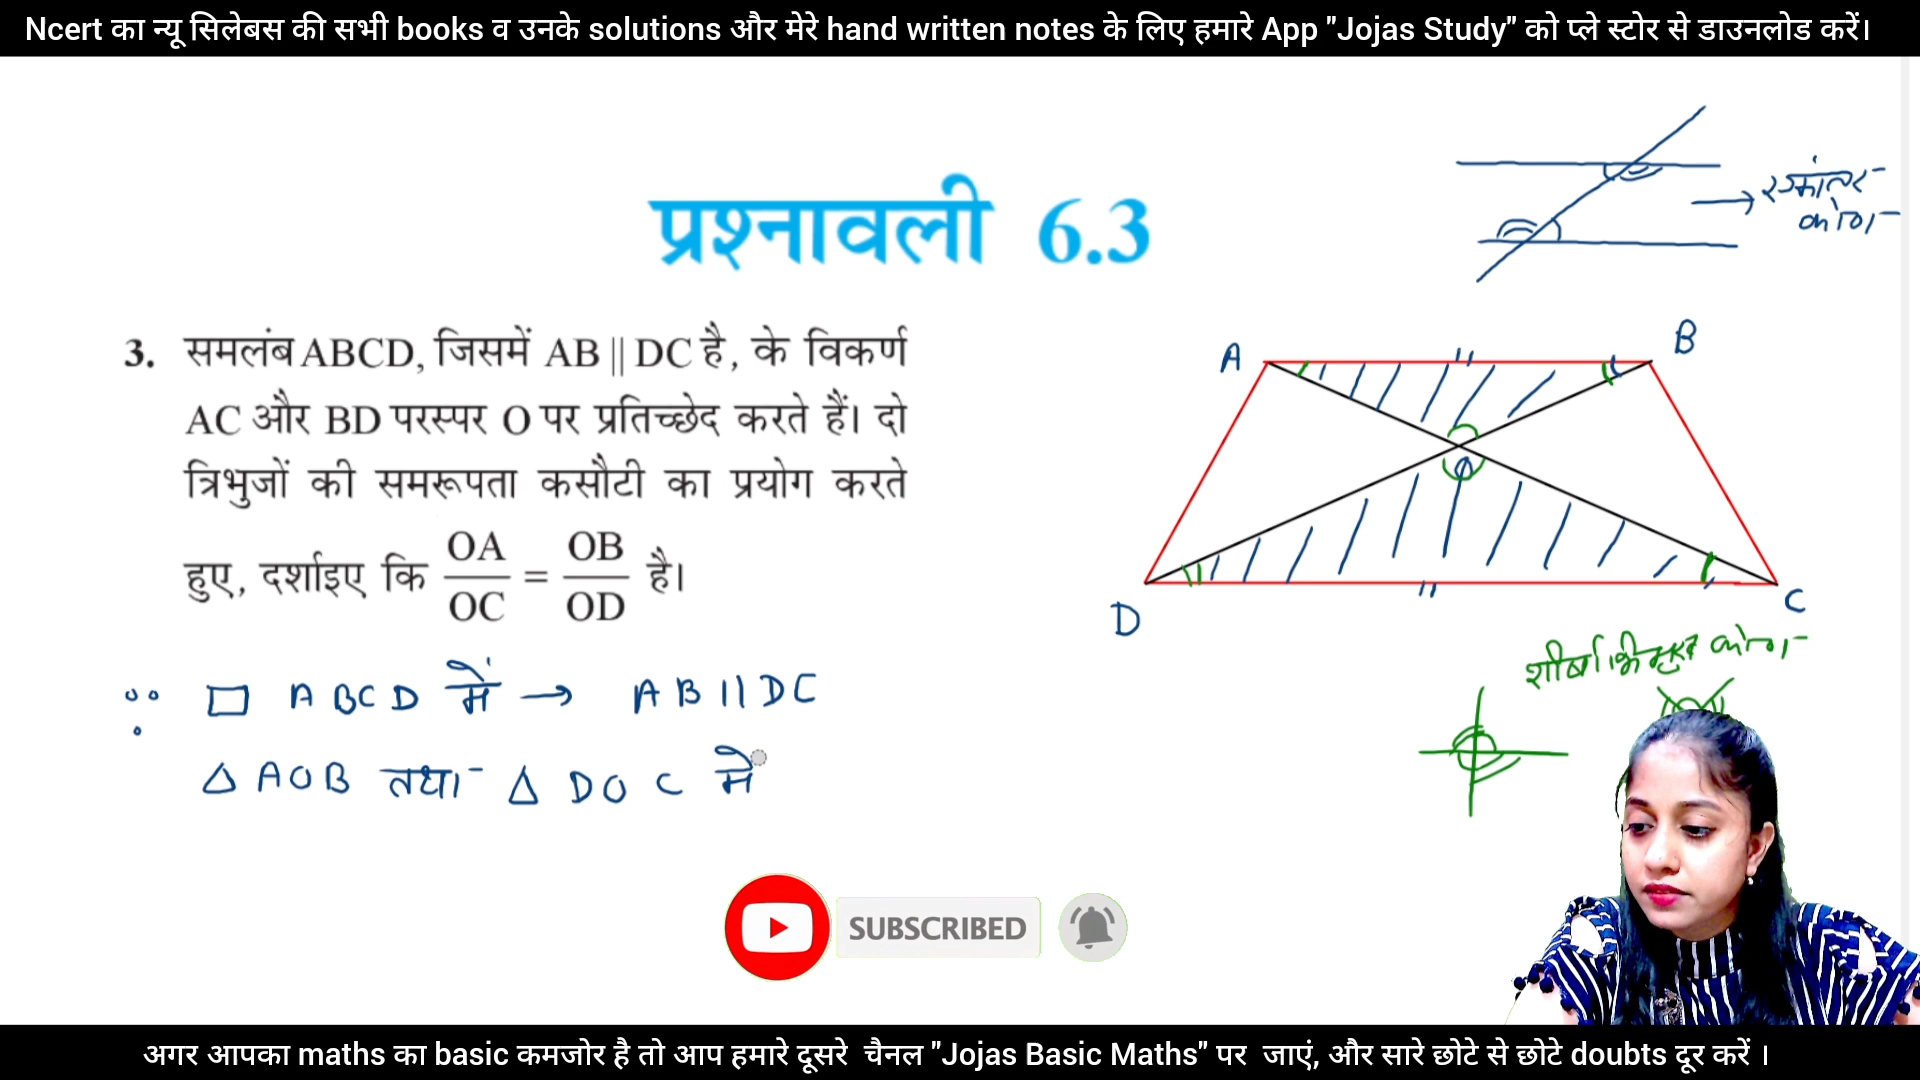 Ncert का न्यू सिलेबस की सभी books व उनके solutions और मेरे hand written notes के लिए हमारे App "Jojas Study" को प्ले स्टोर से डाउनलोड करें।
प्रश्नावली 6.3
एकांतर
कोण
3. समलंब ABCD, जिसमें AB || DC है, के विकर्ण
AC और BD परस्पर O पर प्रतिच्छेद करते हैं। दो
त्रिभुजों की समरूपता कसौटी का प्रयोग करते
हुए, दर्शाइए कि OA/OC = OB/OD है।
A
B
O
D
C
शीर्षाभिमुख कोण
∵ □ ABCD में → AB || DC
△ AOB तथा △ DOC में
SUBSCRIBED
अगर आपका maths का basic कमजोर है तो आप हमारे दूसरे चैनल "Jojas Basic Maths" पर जाएं, और सारे छोटे से छोटे doubts दूर करें ।